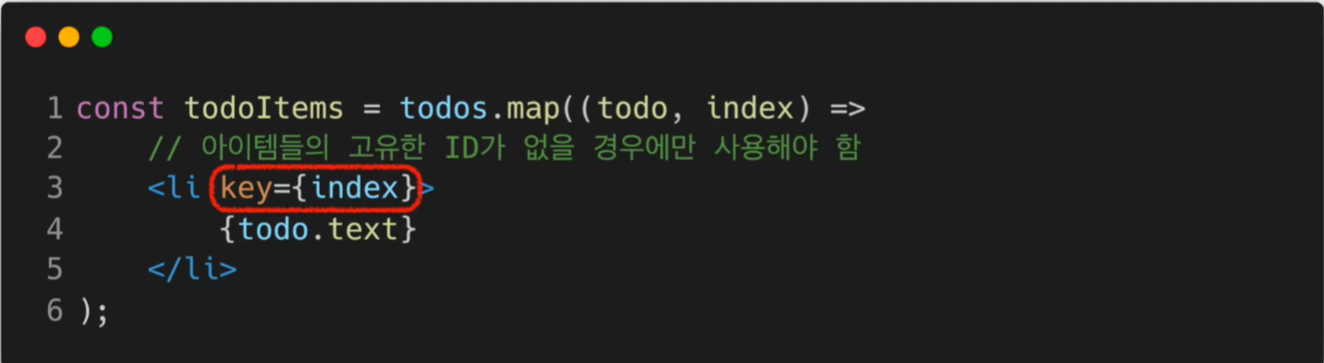 1 const todoItems = todos.map((todo, index) =>
2     // 아이템들의 고유한 ID가 없을 경우에만 사용해야 함
3     <li key={index}>
4         {todo.text}
5     </li>
6 );